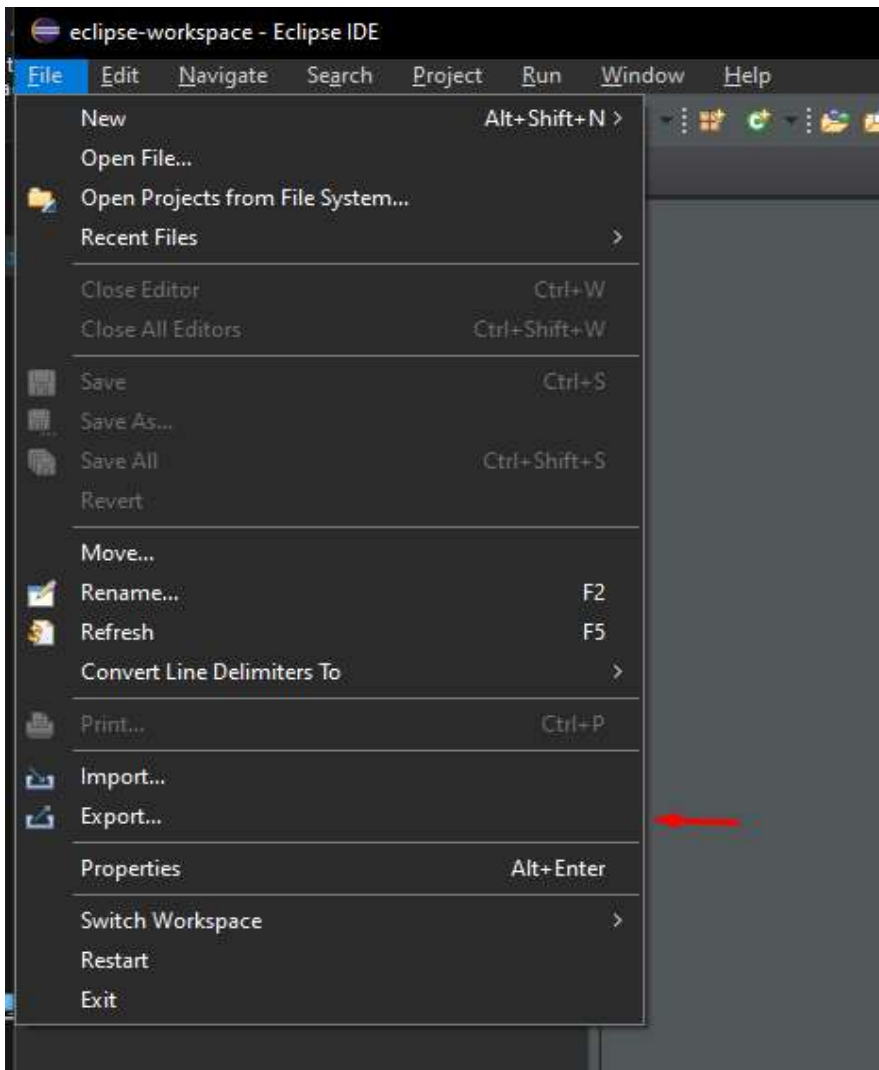 eclipse-workspace - Eclipse IDE
File Edit Navigate Search Project Run Window Help
New Alt+Shift+N >
Open File...
Open Projects from File System...
Recent Files >
Close Editor Ctrl+W
Close All Editors Ctrl+Shift+W
Save Ctrl+S
Save As...
Save All Ctrl+Shift+S
Revert
Move...
Rename... F2
Refresh F5
Convert Line Delimiters To >
Print... Ctrl+P
Import...
Export...
Properties Alt+Enter
Switch Workspace >
Restart
Exit